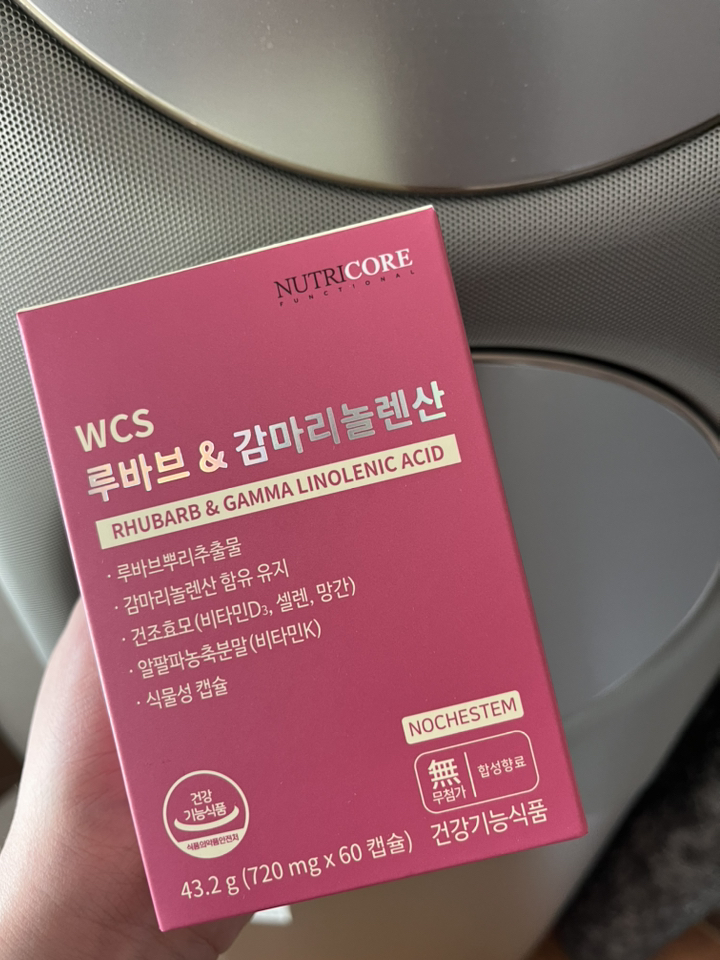 NUTRICORE
FUNCTIONAL
WCS
루바브 & 감마리놀렌산
RHUBARB & GAMMA LINOLENIC ACID
· 루바브뿌리추출물
· 감마리놀렌산 함유 유지
· 건조효모(비타민D₃, 셀렌, 망간)
· 알팔파농축분말(비타민K)
· 식물성 캡슐
NOCHESTEM
無
무첨가
합성향료
건강
기능식품
식품의약품안전처
건강기능식품
43.2 g (720 mg x 60 캡슐)